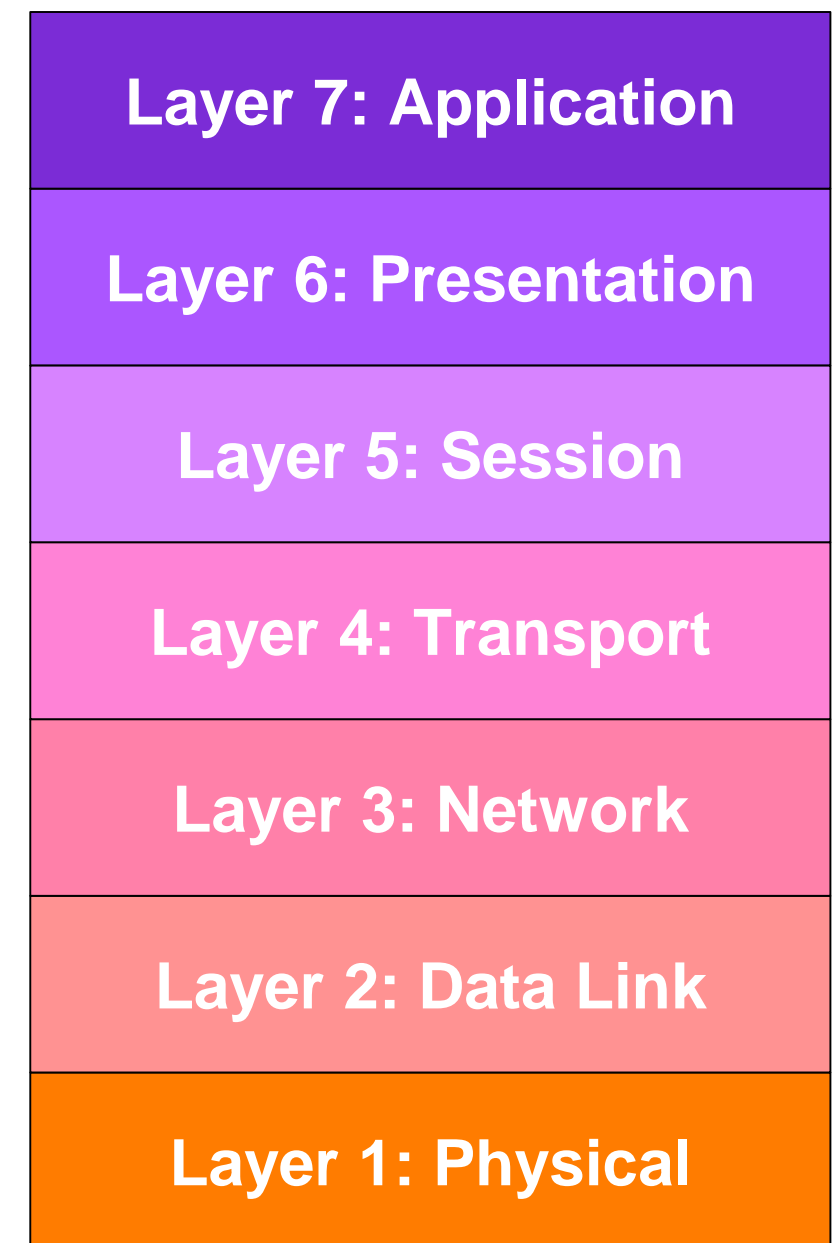 Layer 7: Application
Layer 6: Presentation
Layer 5: Session
Layer 4: Transport
Layer 3: Network
Layer 2: Data Link
Layer 1: Physical